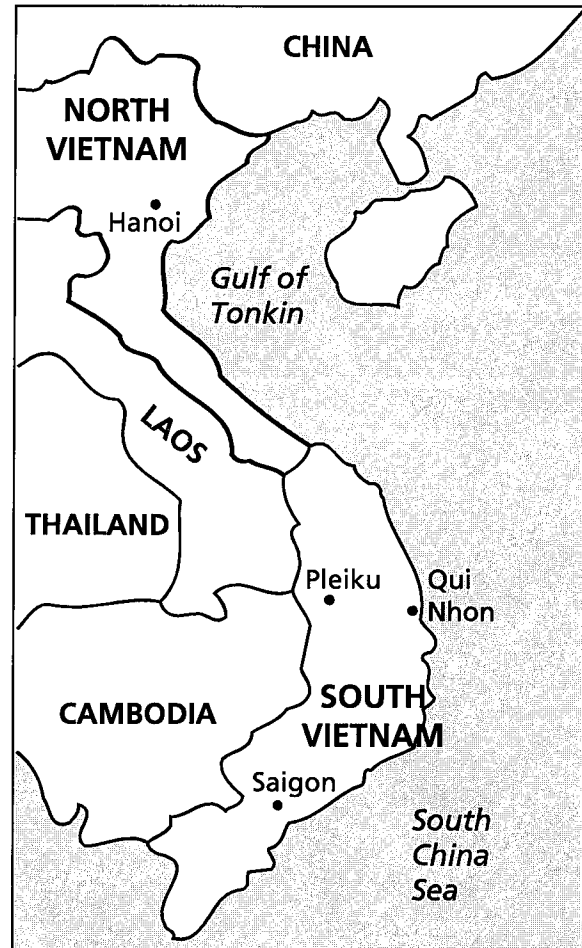 CHINA
NORTH
VIETNAM
Hanoi
Gulf of
Tonkin
LAOS
THAILAND
Pleiku
Qui
Nhon
CAMBODIA
SOUTH
VIETNAM
Saigon
South
China
Sea